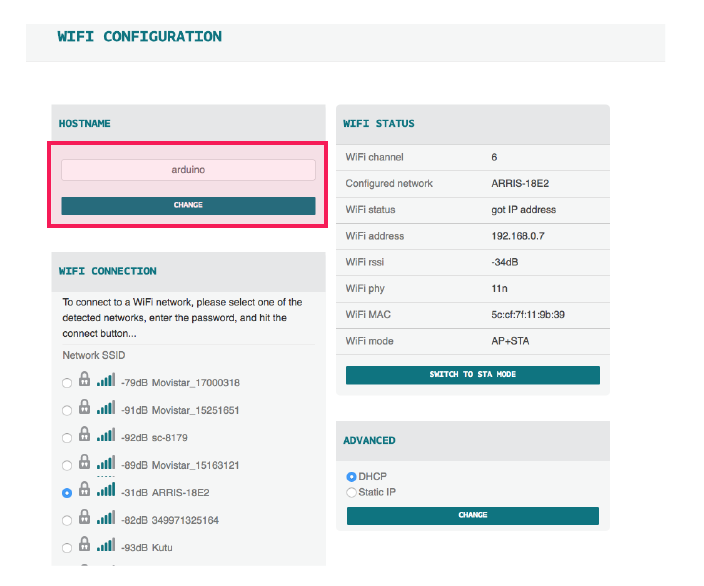 WIFI CONFIGURATION
HOSTNAME
arduino
CHANGE
WIFI CONNECTION
To connect to a WiFi network, please select one of the
detected networks, enter the password, and hit the
connect button...
Network SSID
-79dB Movistar_17000318
-91dB Movistar_15251651
-92dB sc-8179
-89dB Movistar_15163121
-31dB ARRIS-18E2
-82dB 349971325164
-93dB Kutu
WIFI STATUS
WiFi channel 6
Configured network ARRIS-18E2
WiFi status got IP address
WiFi address 192.168.0.7
WiFi rssi -34dB
WiFi phy 11n
WiFi MAC 5c:cf:7f:11:9b:39
WiFi mode AP+STA
SWITCH TO STA MODE
ADVANCED
DHCP
Static IP
CHANGE